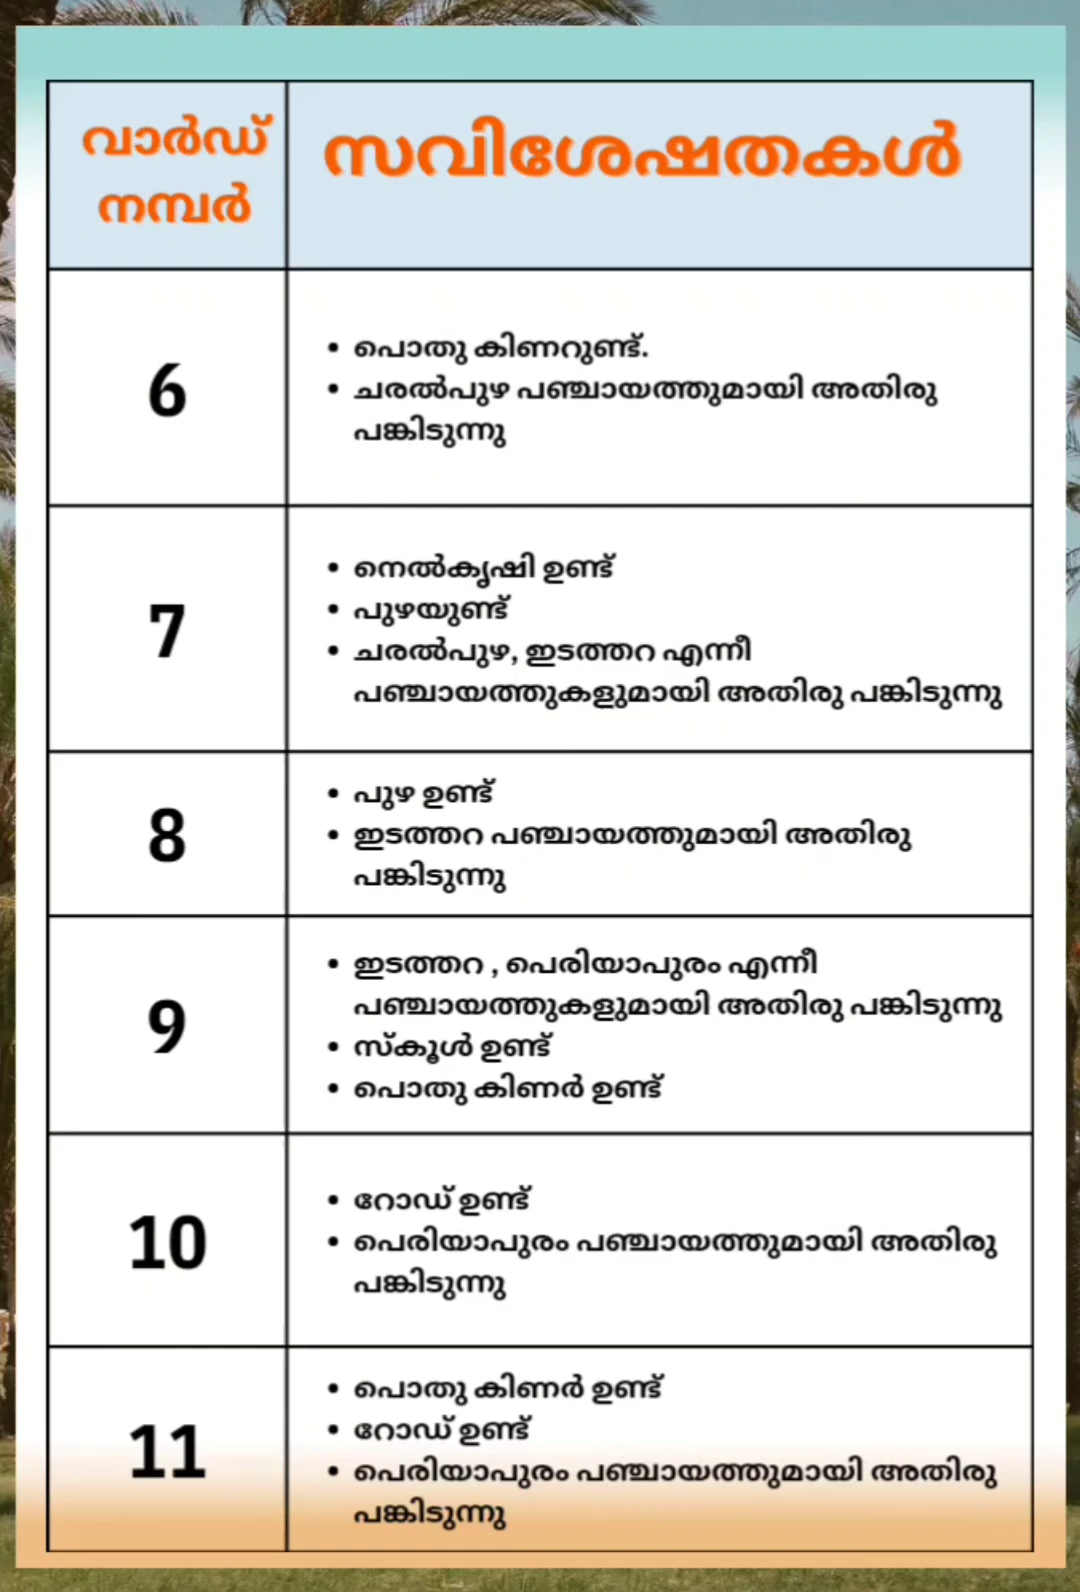 വാർഡ്
നമ്പർ
സവിശേഷതകൾ
6
• പൊതു കിണറുണ്ട്.
• ചരൽപുഴ പഞ്ചായത്തുമായി അതിരു
പങ്കിടുന്നു
7
• നെൽകൃഷി ഉണ്ട്
• പുഴയുണ്ട്
• ചരൽപുഴ, ഇടത്തറ എന്നീ
പഞ്ചായത്തുകളുമായി അതിരു പങ്കിടുന്നു
8
• പുഴ ഉണ്ട്
• ഇടത്തറ പഞ്ചായത്തുമായി അതിരു
പങ്കിടുന്നു
9
• ഇടത്തറ , പെരിയാപുരം എന്നീ
പഞ്ചായത്തുകളുമായി അതിരു പങ്കിടുന്നു
• സ്കൂൾ ഉണ്ട്
• പൊതു കിണർ ഉണ്ട്
10
• റോഡ് ഉണ്ട്
• പെരിയാപുരം പഞ്ചായത്തുമായി അതിരു
പങ്കിടുന്നു
11
• പൊതു കിണർ ഉണ്ട്
• റോഡ് ഉണ്ട്
• പെരിയാപുരം പഞ്ചായത്തുമായി അതിരു
പങ്കിടുന്നു